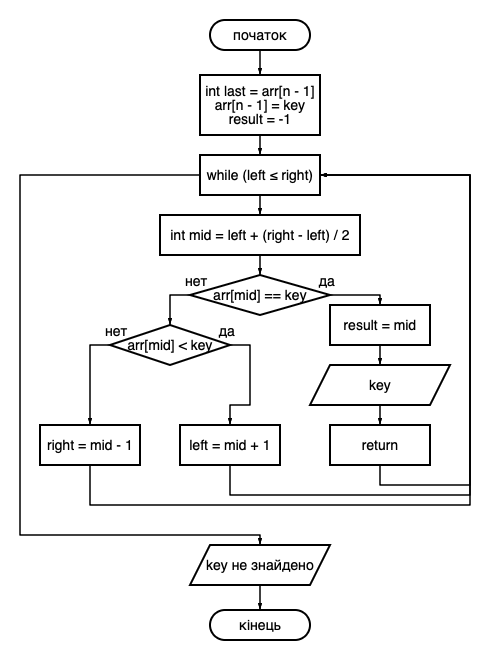 початок
int last = arr[n - 1]
arr[n - 1] = key
result = -1
while (left ≤ right)
int mid = left + (right - left) / 2
нет
да
arr[mid] == key
result = mid
нет
да
arr[mid] < key
key
right = mid - 1
left = mid + 1
return
key не знайдено
кінець